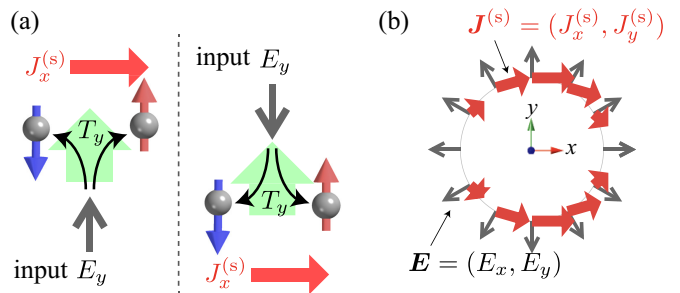 (a)
J_x^{(s)}
T_y
input E_y
input E_y
T_y
J_x^{(s)}
(b)
J^{(s)} = (J_x^{(s)}, J_y^{(s)})
y
x
E = (E_x, E_y)